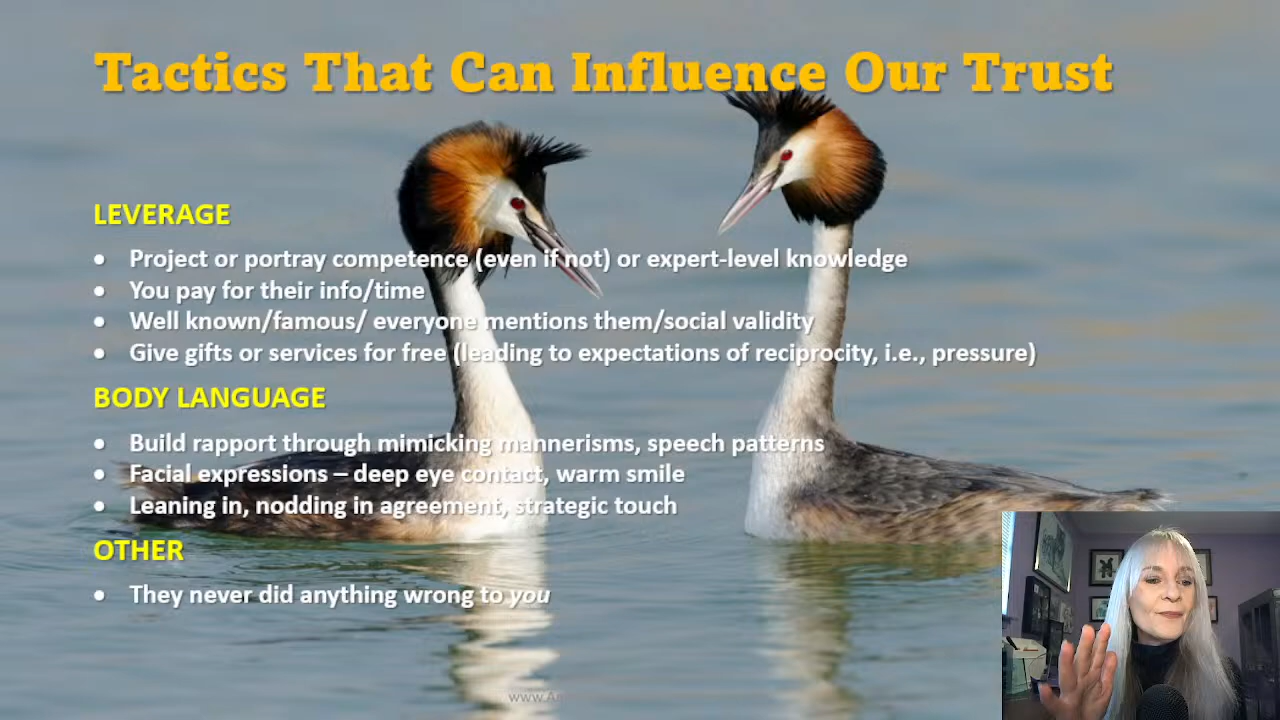 Tactics That Can Influence Our Trust
LEVERAGE
• Project or portray competence (even if not) or expert-level knowledge
• You pay for their info/time
• Well known/famous/ everyone mentions them/social validity
• Give gifts or services for free (leading to expectations of reciprocity, i.e., pressure)
BODY LANGUAGE
• Build rapport through mimicking mannerisms, speech patterns
• Facial expressions – deep eye contact, warm smile
• Leaning in, nodding in agreement, strategic touch
OTHER
• They never did anything wrong to you